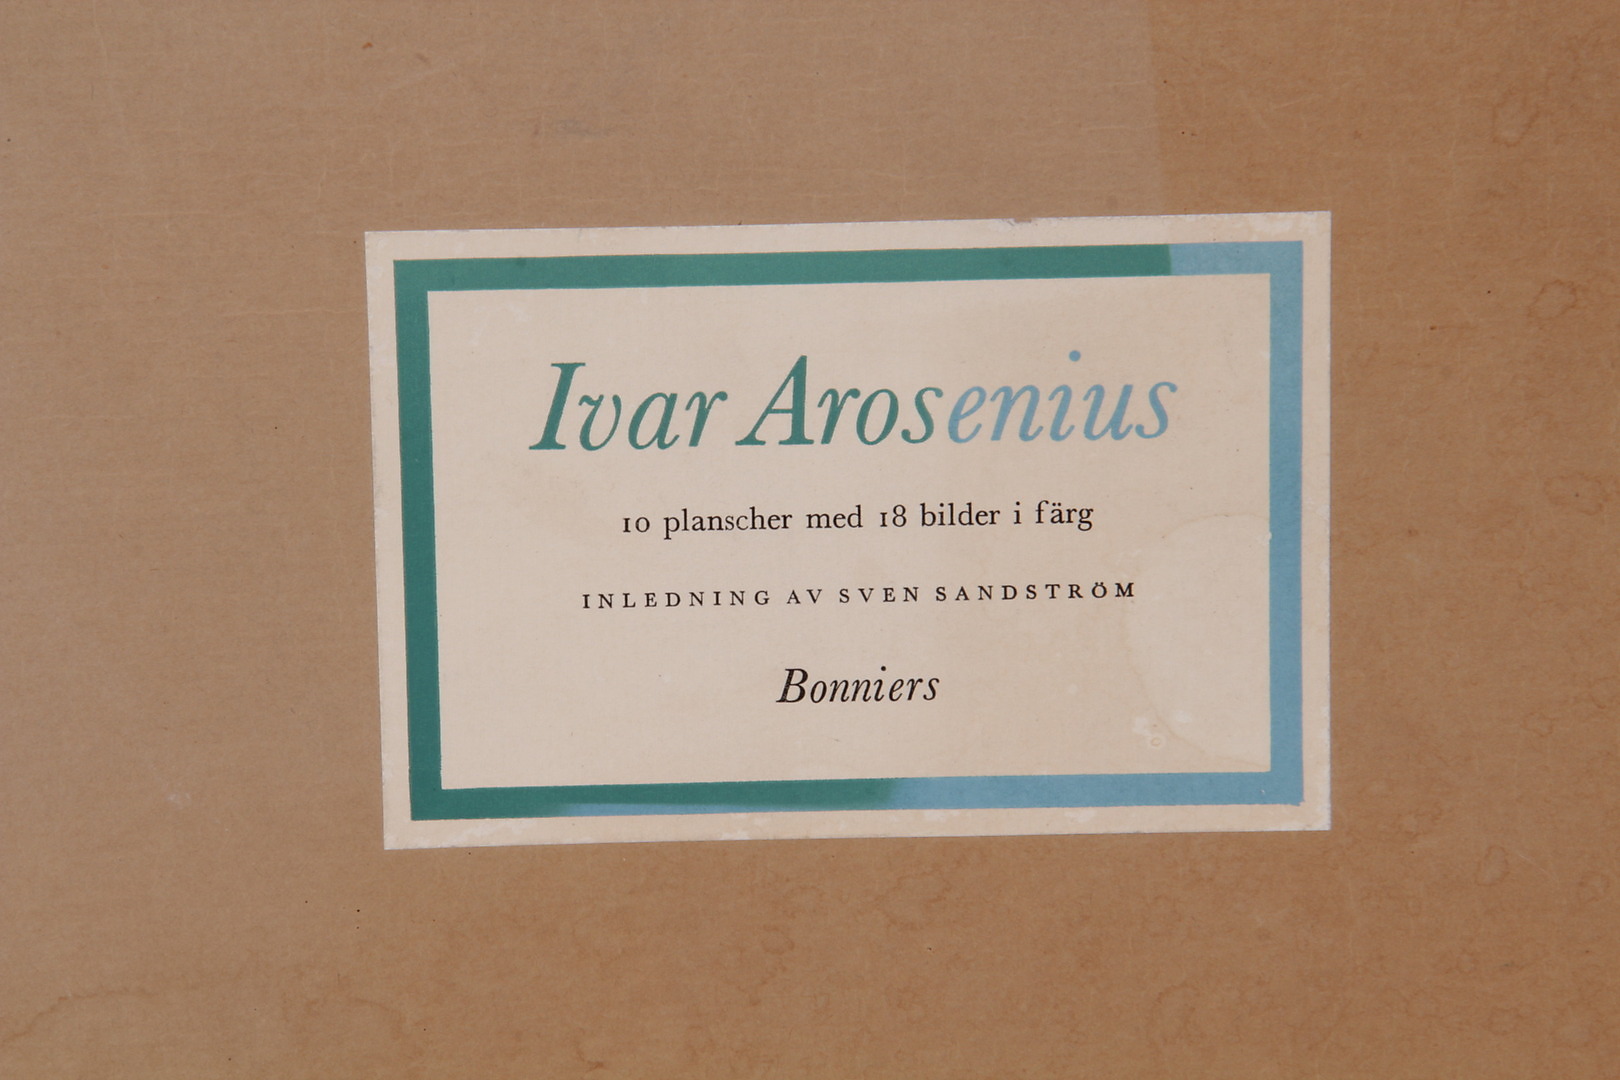 Ivar Arosenius
10 planscher med 18 bilder i färg
INLEDNING AV SVEN SANDSTRÖM
Bonniers